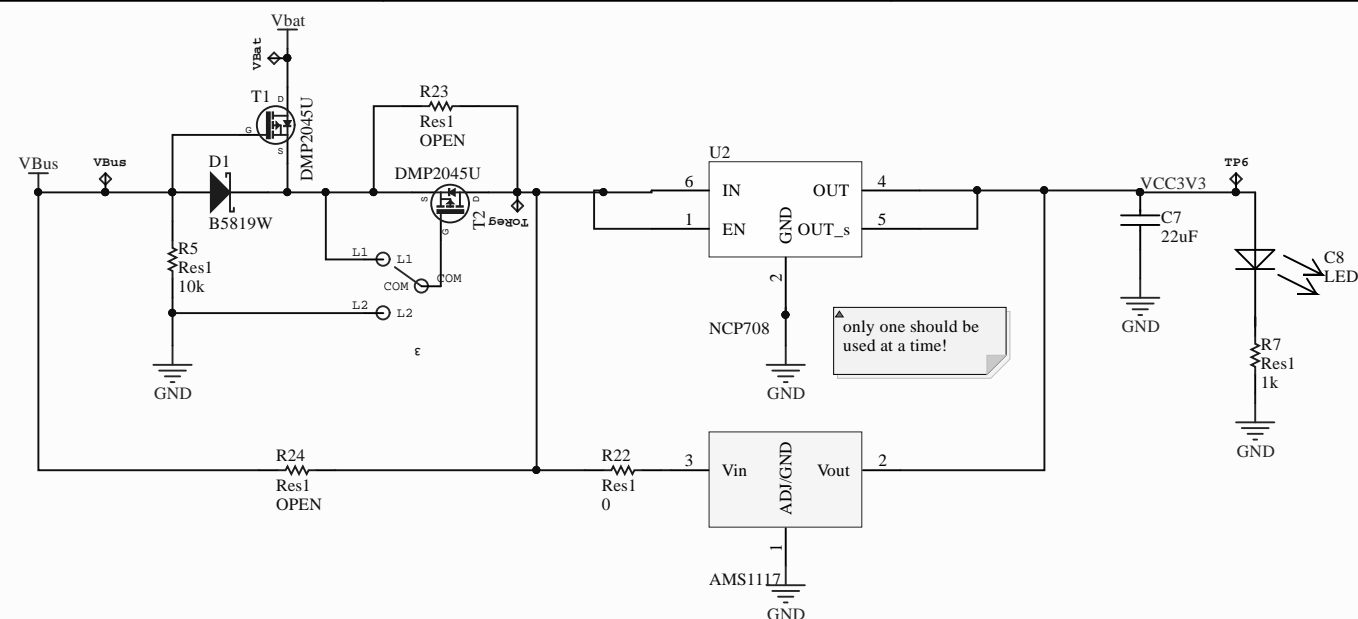 Vbat
VBat
T1
D
G
S
DMP2045U
R23
Res1
OPEN
VBus
VBus
D1
B5819W
DMP2045U
S
D
G
T2
ToReg
U2
6
IN
OUT
4
1
EN
GND
OUT_s
5
2
NCP708
GND
TP6
VCC3V3
C7
22uF
GND
C8
LED
R7
Res1
1k
GND
R5
Res1
10k
GND
L1
L1
COM
COM
L2
L2
ε
only one should be
used at a time!
R24
Res1
OPEN
R22
Res1
0
3
Vin
ADJ/GND
Vout
2
1
AMS1117
GND